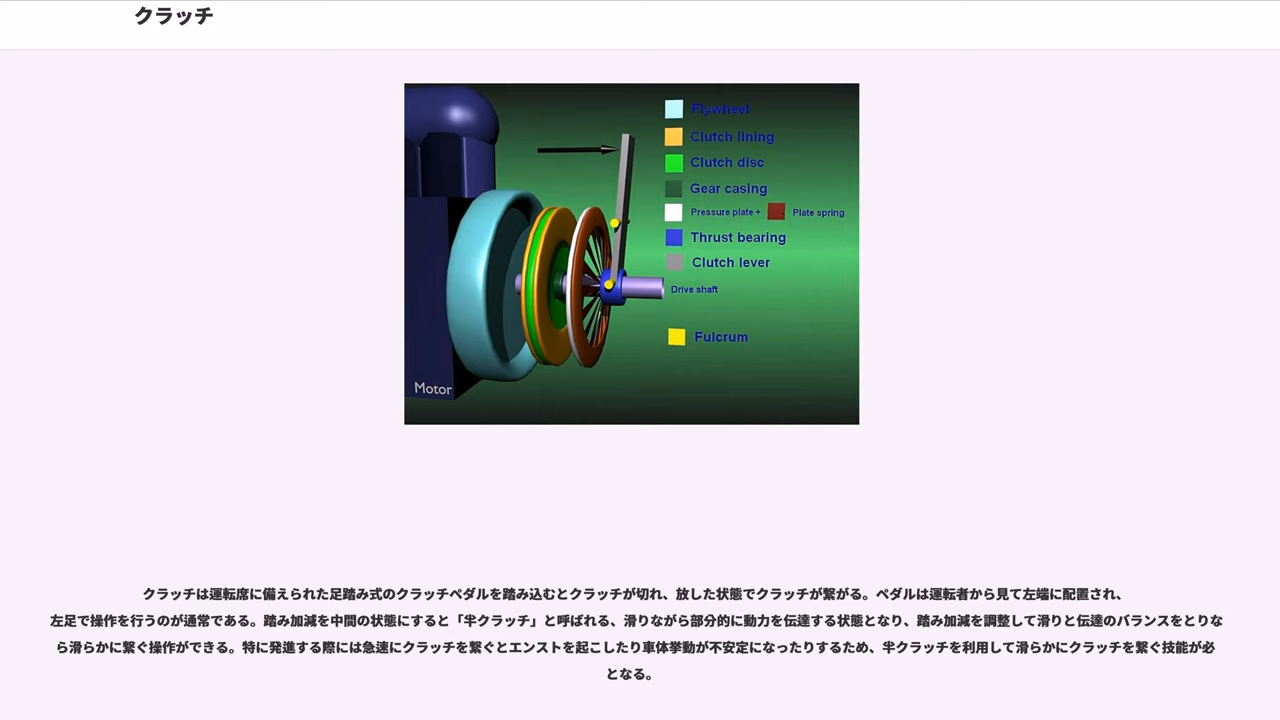 クラッチ
Flywheel
Clutch lining
Clutch disc
Gear casing
Pressure plate + Plate spring
Thrust bearing
Clutch lever
Drive shaft
Fulcrum
Motor
クラッチは運転席に備えられた足踏み式のクラッチペダルを踏み込むとクラッチが切れ、放した状態でクラッチが繋がる。ペダルは運転者から見て左端に配置され、
左足で操作を行うのが通常である。踏み加減を中間の状態にすると「半クラッチ」と呼ばれる、滑りながら部分的に動力を伝達する状態となり、踏み加減を調整して滑りと伝達のバランスをとりな
ら滑らかに繋ぐ操作ができる。特に発進する際には急速にクラッチを繋ぐとエンストを起こしたり車体挙動が不安定になったりするため、半クラッチを利用して滑らかにクラッチを繋ぐ技能が必
となる。